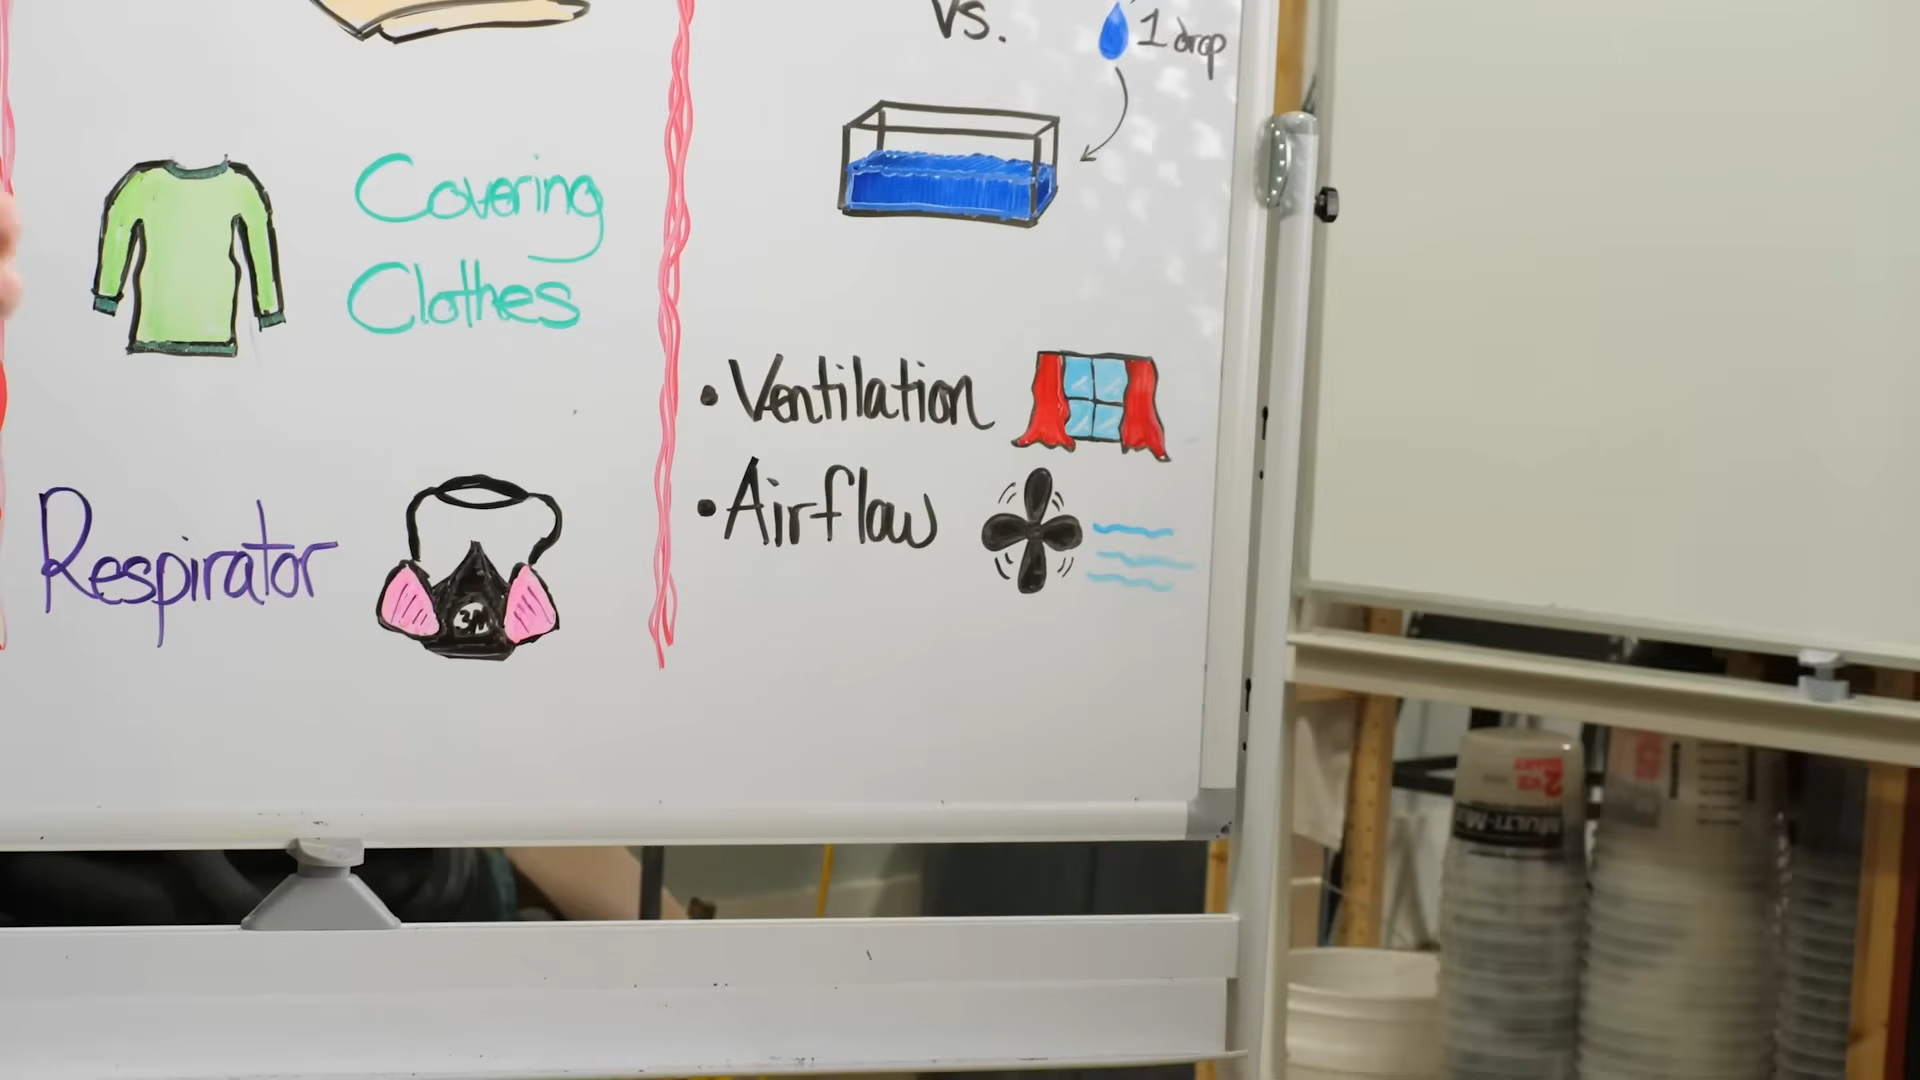 Covering
Clothes
Respirator
3M
vs.
1 drop
• Ventilation
• Airflow